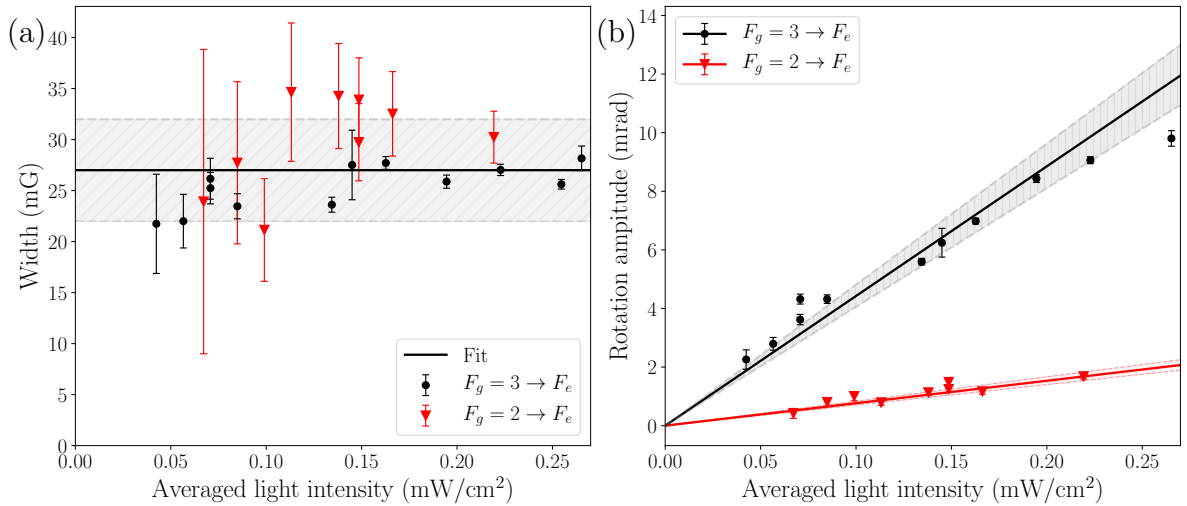 (a)
Width (mG)
40
35
30
25
20
15
10
5
0
0.00
0.05
0.10
0.15
0.20
0.25
Averaged light intensity (mW/cm²)
Fit
F_g = 3 → F_e
F_g = 2 → F_e
(b)
Rotation ampitude (mrad)
14
12
10
8
6
4
2
0
0.00
0.05
0.10
0.15
0.20
0.25
Averaged light intensity (mW/cm²)
F_g = 3 → F_e
F_g = 2 → F_e